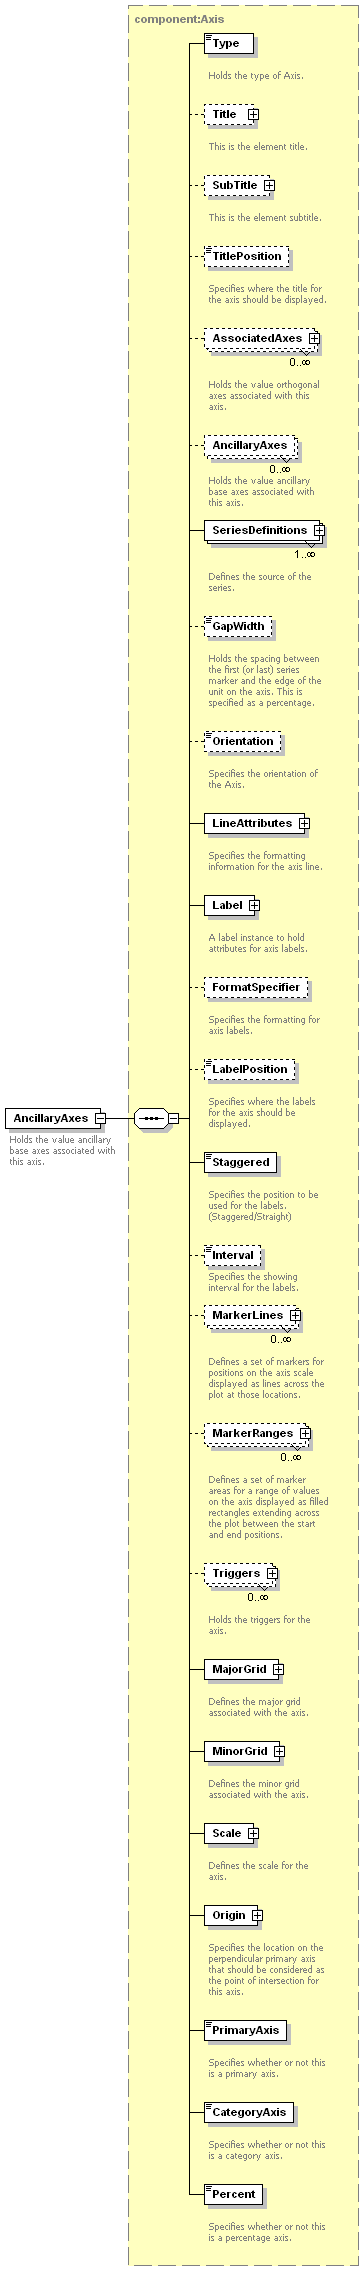 component:Axis
Type
Holds the type of Axis.
Title
This is the element title.
SubTitle
This is the element subtitle.
TitlePosition
Specifies where the title for
the axis should be displayed.
AssociatedAxes
0..∞
Holds the value orthogonal
axes associated with this
axis.
AncillaryAxes
0..∞
Holds the value ancillary
base axes associated with
this axis.
SeriesDefinitions
1..∞
Defines the source of the
series.
GapWidth
Holds the spacing between
the first (or last) series
marker and the edge of the
unit on the axis. This is
specified as a percentage.
Orientation
Specifies the orientation of
the Axis.
LineAttributes
Specifies the formatting
information for the axis line.
Label
A label instance to hold
attributes for axis labels.
FormatSpecifier
Specifies the formatting for
axis labels.
LabelPosition
Specifies where the labels
for the axis should be
displayed.
AncillaryAxes
Holds the value ancillary
base axes associated with
this axis.
Staggered
Specifies the position to be
used for the labels.
(Staggered/Straight)
Interval
Specifies the showing
interval for the labels.
MarkerLines
0..∞
Defines a set of markers for
positions on the axis scale
displayed as lines across the
plot at those locations.
MarkerRanges
0..∞
Defines a set of marker
areas for a range of values
on the axis displayed as filled
rectangles extending across
the plot between the start
and end positions.
Triggers
0..∞
Holds the triggers for the
axis.
MajorGrid
Defines the major grid
associated with the axis.
MinorGrid
Defines the minor grid
associated with the axis.
Scale
Defines the scale for the
axis.
Origin
Specifies the location on the
perpendicular primary axis
that should be considered as
the point of intersection for
this axis.
PrimaryAxis
Specifies whether or not this
is a primary axis.
CategoryAxis
Specifies whether or not this
is a category axis.
Percent
Specifies whether or not this
is a percentage axis.